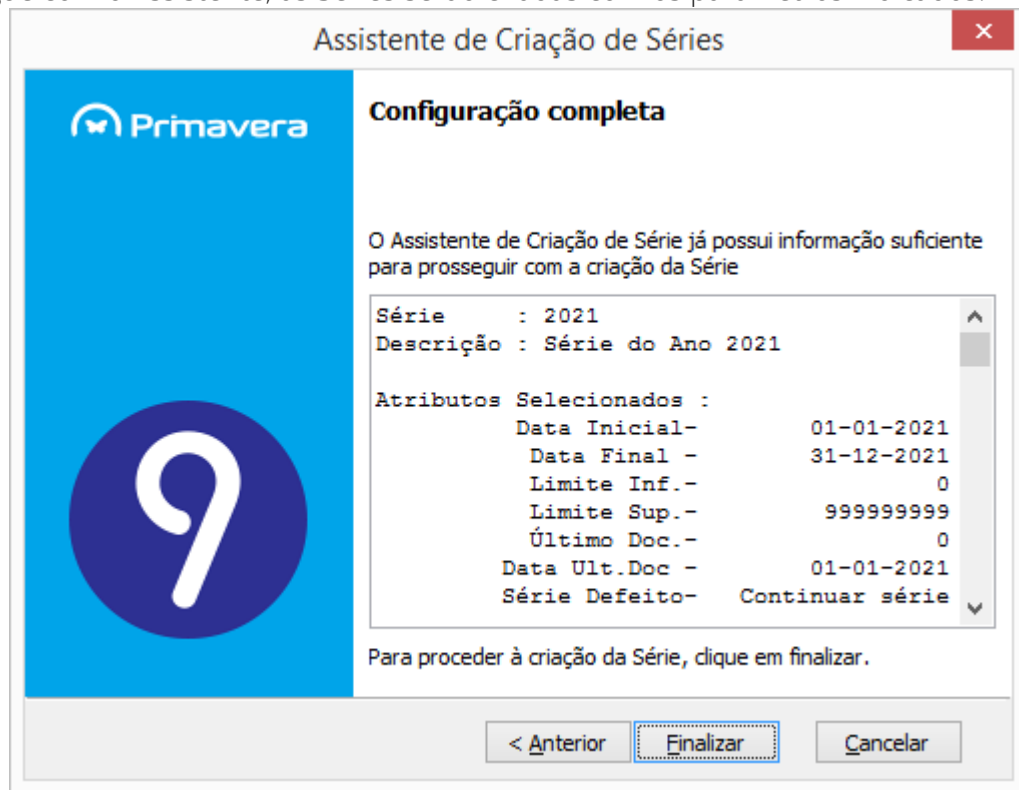 Assistente de Criação de Séries
Primavera
Configuração completa
O Assistente de Criação de Série já possui informação suficiente
para prosseguir com a criação da Série
Série : 2021
Descrição : Série do Ano 2021
Atributos Selecionados :
Data Inicial- 01-01-2021
Data Final - 31-12-2021
Limite Inf.- 0
Limite Sup.- 999999999
Último Doc.- 0
Data Ult.Doc - 01-01-2021
Série Defeito- Continuar série
9
Para proceder à criação da Série, clique em finalizar.
< Anterior Finalizar Cancelar